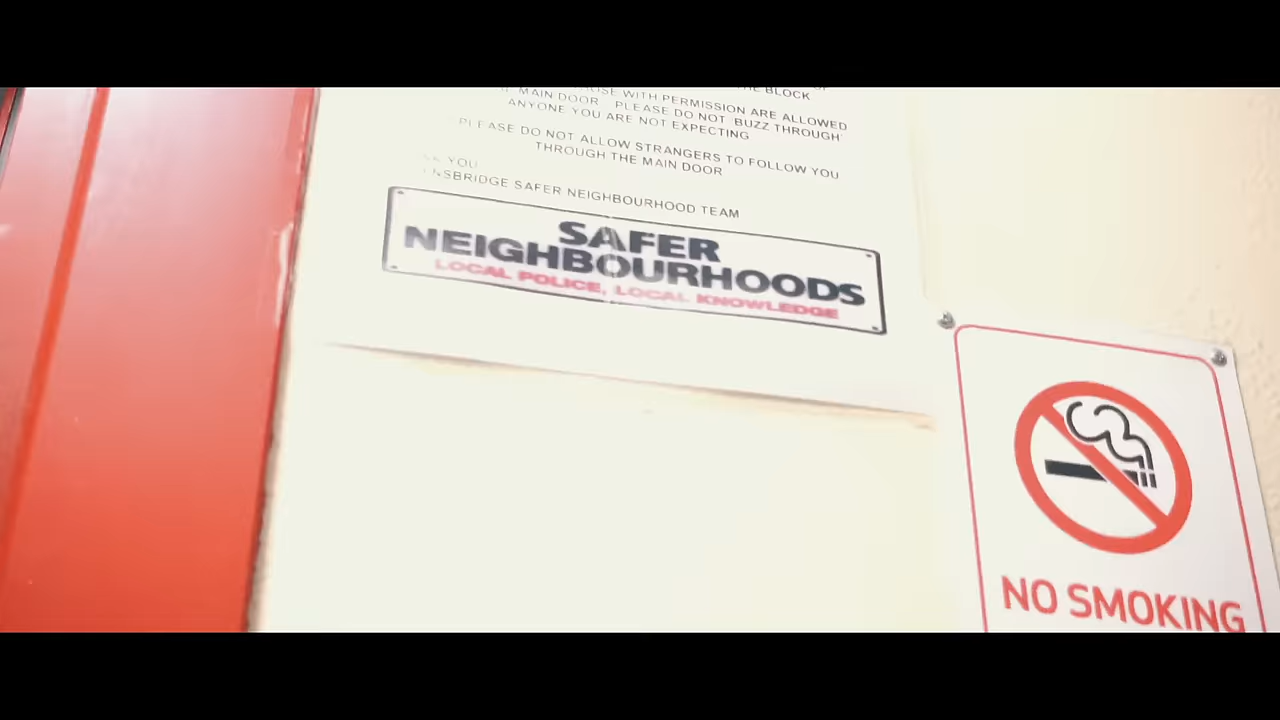 THE BLOCK
WITH PERMISSION ARE ALLOWED
MAIN DOOR PLEASE DO NOT 'BUZZ THROUGH'
ANYONE YOU ARE NOT EXPECTING
PLEASE DO NOT ALLOW STRANGERS TO FOLLOW YOU
THROUGH THE MAIN DOOR
YOU
NSBRIDGE SAFER NEIGHBOURHOOD TEAM
SAFER
NEIGHBOURHOODS
LOCAL POLICE, LOCAL KNOWLEDGE
NO SMOKING